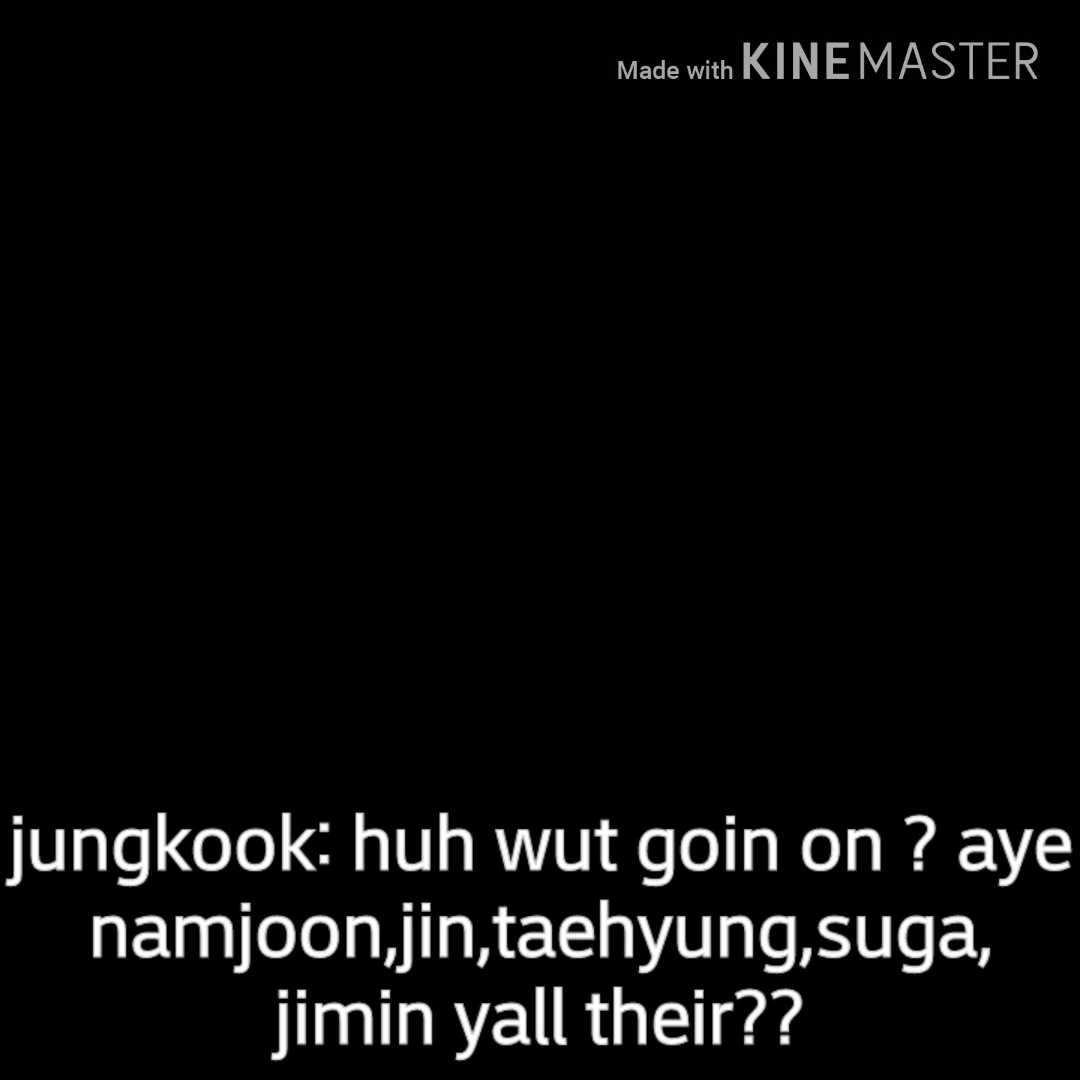 Made with KINEMASTER
jungkook: huh wut goin on ? aye
namjoon,jin,taehyung,suga,
jimin yall their??